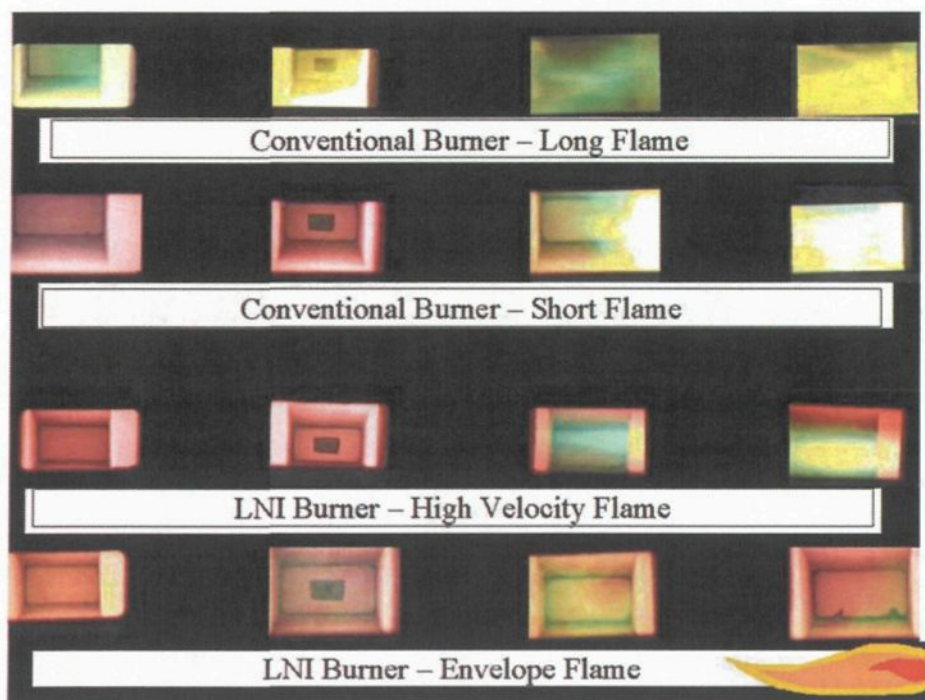 Conventional Burner – Long Flame
Conventional Burner – Short Flame
LNI Burner – High Velocity Flame
LNI Burner – Envelope Flame